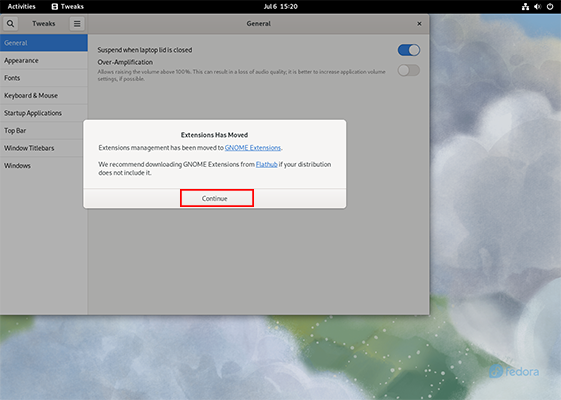 Activities Tweaks Jul 6 15:20
Tweaks General
General
Appearance
Fonts
Keyboard & Mouse
Startup Applications
Top Bar
Window Titlebars
Windows
Suspend when laptop lid is closed
Over-Amplification
Allows raising the volume above 100%. This can result in a loss of audio quality; it is better to increase application volume
settings, if possible
Extensions Has Moved
Extensions management has been moved to GNOME Extensions.
We recommend downloading GNOME Extensions from Flathub if your distribution
does not include it.
Continue
fedora